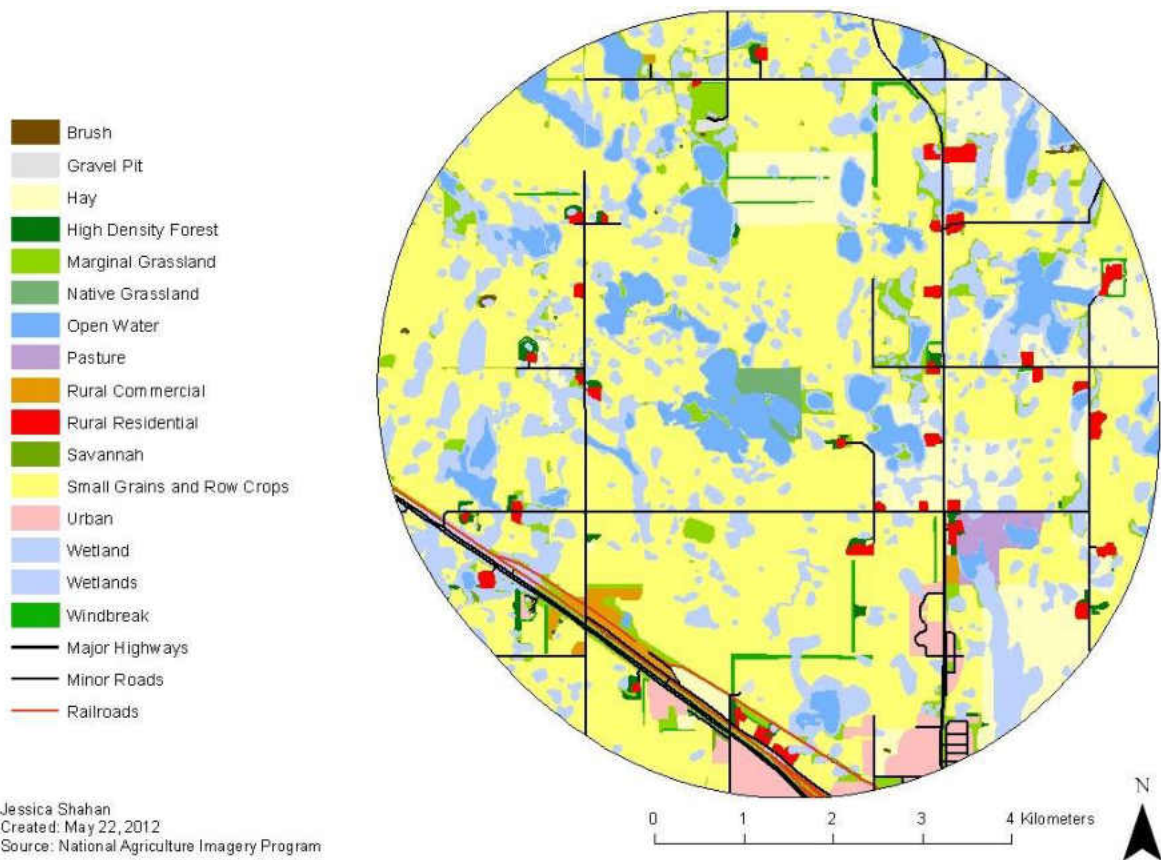 Brush
Gravel Pit
Hay
High Density Forest
Marginal Grassland
Native Grassland
Open Water
Pasture
Rural Commercial
Rural Residential
Savannah
Small Grains and Row Crops
Urban
Wetland
Wetlands
Windbreak
Major Highways
Minor Roads
Railroads
Jessica Shahan
Created: May 22, 2012
Source: National Agriculture Imagery Program
0 1 2 3 4 Kilometers
N